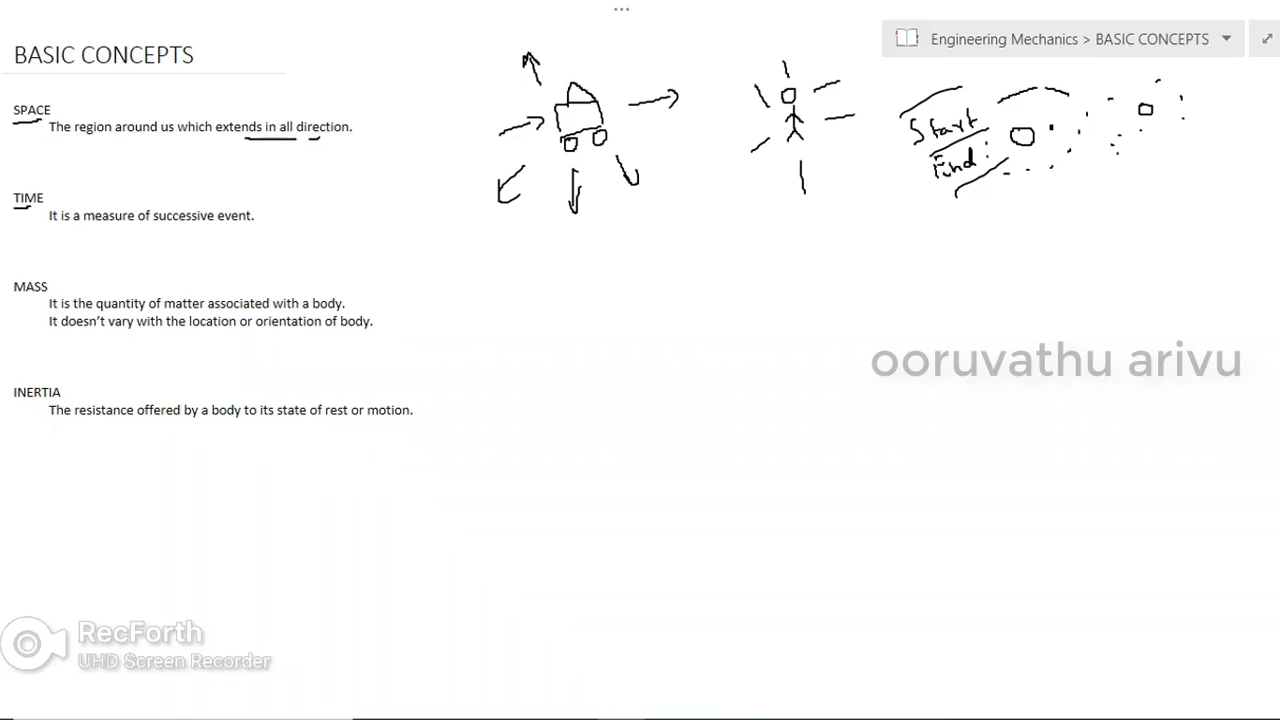 Engineering Mechanics > BASIC CONCEPTS
BASIC CONCEPTS
SPACE
The region around us which extends in all direction.
Start
End:
TIME
It is a measure of successive event.
MASS
It is the quantity of matter associated with a body.
It doesn't vary with the location or orientation of body.
ooruvathu arivu
INERTIA
The resistance offered by a body to its state of rest or motion.
RecForth
UHD Screen Recorder